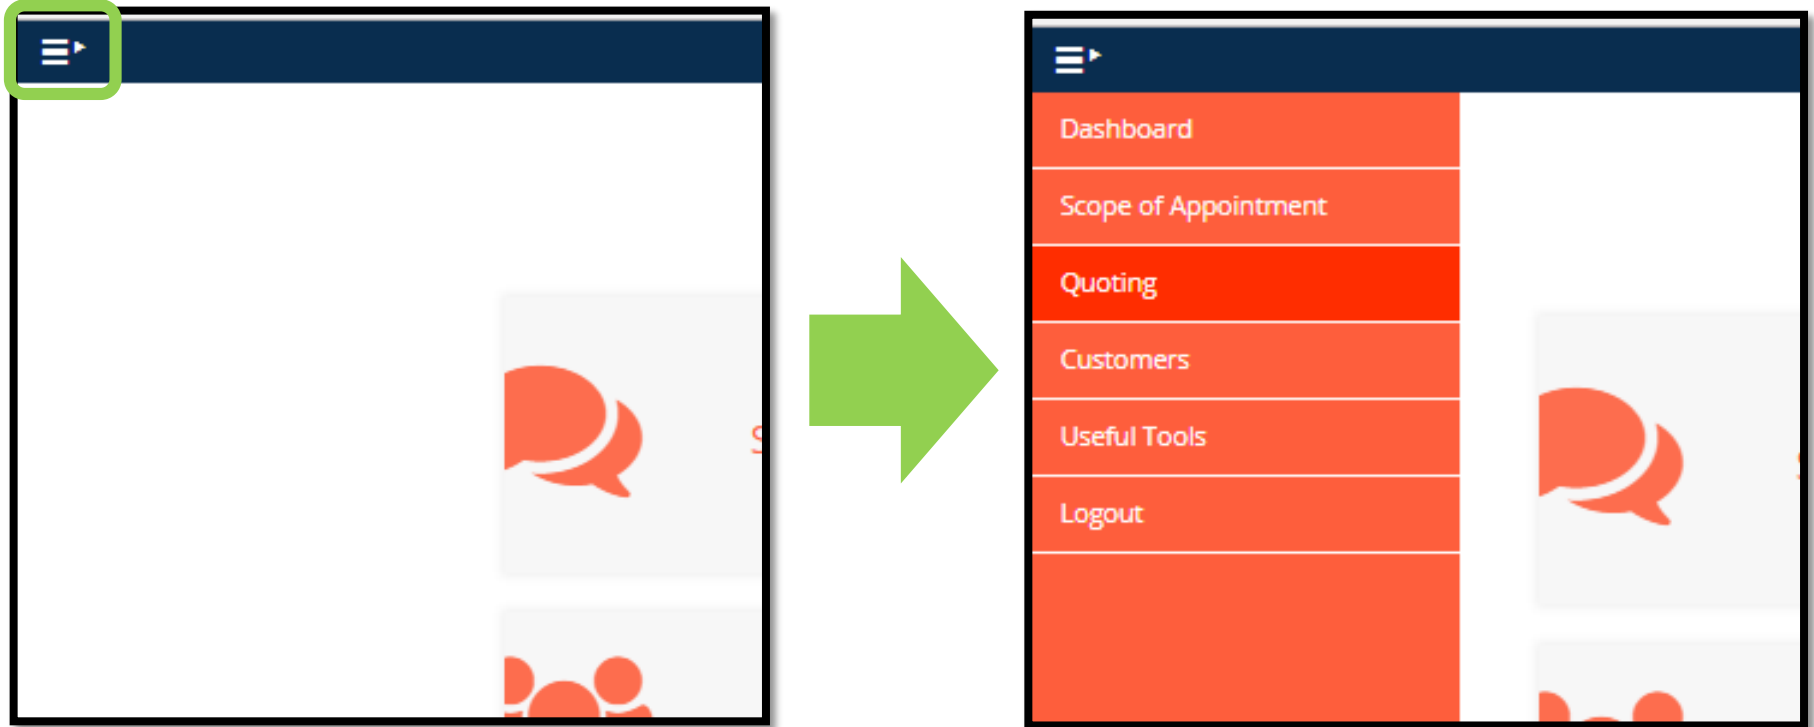 Dashboard
Scope of Appointment
Quoting
Customers
Useful Tools
Logout